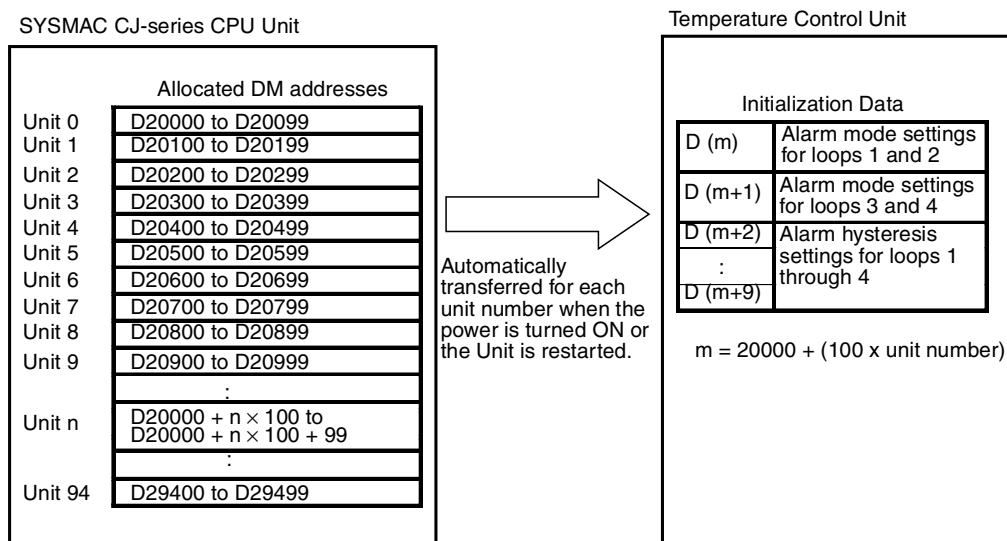 SYSMAC CJ-series CPU Unit
Allocated DM addresses
Unit 0 D20000 to D20099
Unit 1 D20100 to D20199
Unit 2 D20200 to D20299
Unit 3 D20300 to D20399
Unit 4 D20400 to D20499
Unit 5 D20500 to D20599
Unit 6 D20600 to D20699
Unit 7 D20700 to D20799
Unit 8 D20800 to D20899
Unit 9 D20900 to D20999
:
Unit n D20000 + n × 100 to
D20000 + n × 100 + 99
:
Unit 94 D29400 to D29499
Automatically
transferred for each
unit number when the
power is turned ON or
the Unit is restarted.
Temperature Control Unit
Initialization Data
D (m) Alarm mode settings
for loops 1 and 2
D (m+1) Alarm mode settings
for loops 3 and 4
D (m+2) Alarm hysteresis
: settings for loops 1
D (m+9) through 4
m = 20000 + (100 x unit number)